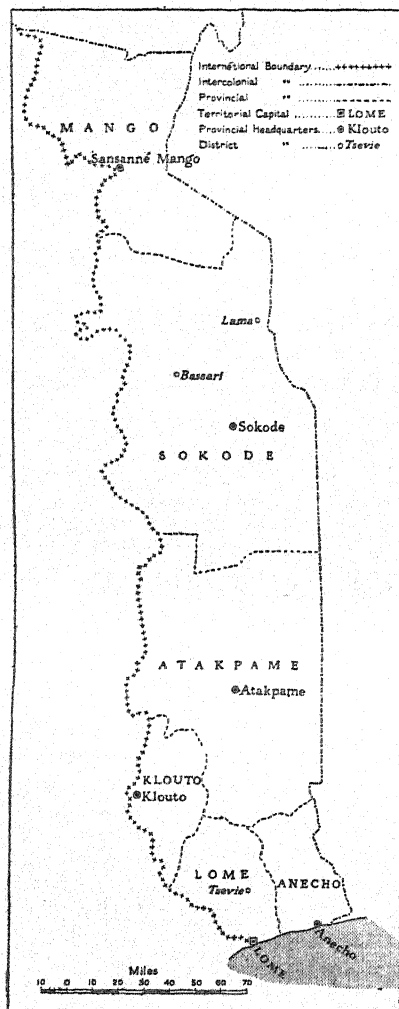 International Boundary
Intercolonial "
Provincial "
Territorial Capital LOME
Provincial Headquarters Klouto
District " Tsevie
MANGO
Sansanné Mango
Lama
Bassari
Sokode
SOKODE
ATAKPAME
Atakpame
KLOUTO
Klouto
LOME
Tsevie
ANECHO
Anecho
LOME
Miles
10 0 10 20 30 40 50 60 70